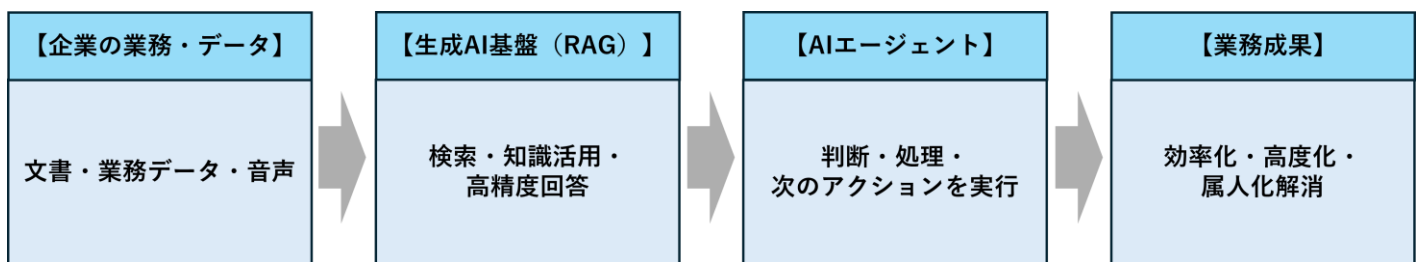 【企業の業務・データ】
文書・業務データ・音声
【生成AI基盤（RAG）】
検索・知識活用・
高精度回答
【AIエージェント】
判断・処理・
次のアクションを実行
【業務成果】
効率化・高度化・
属人化解消